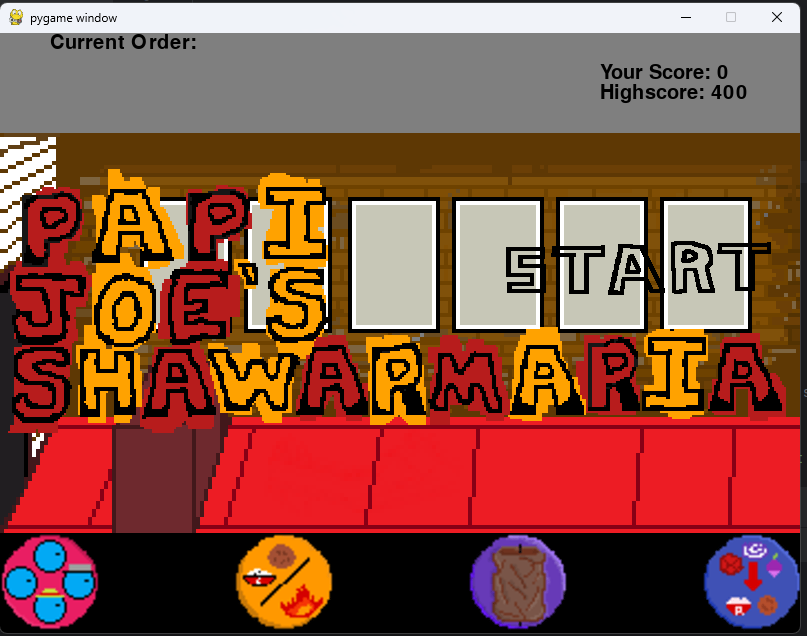 pygame window
Current Order:
Your Score: 0
Highscore: 400
PAPI
JOE'S
START
SHAWARMARIA